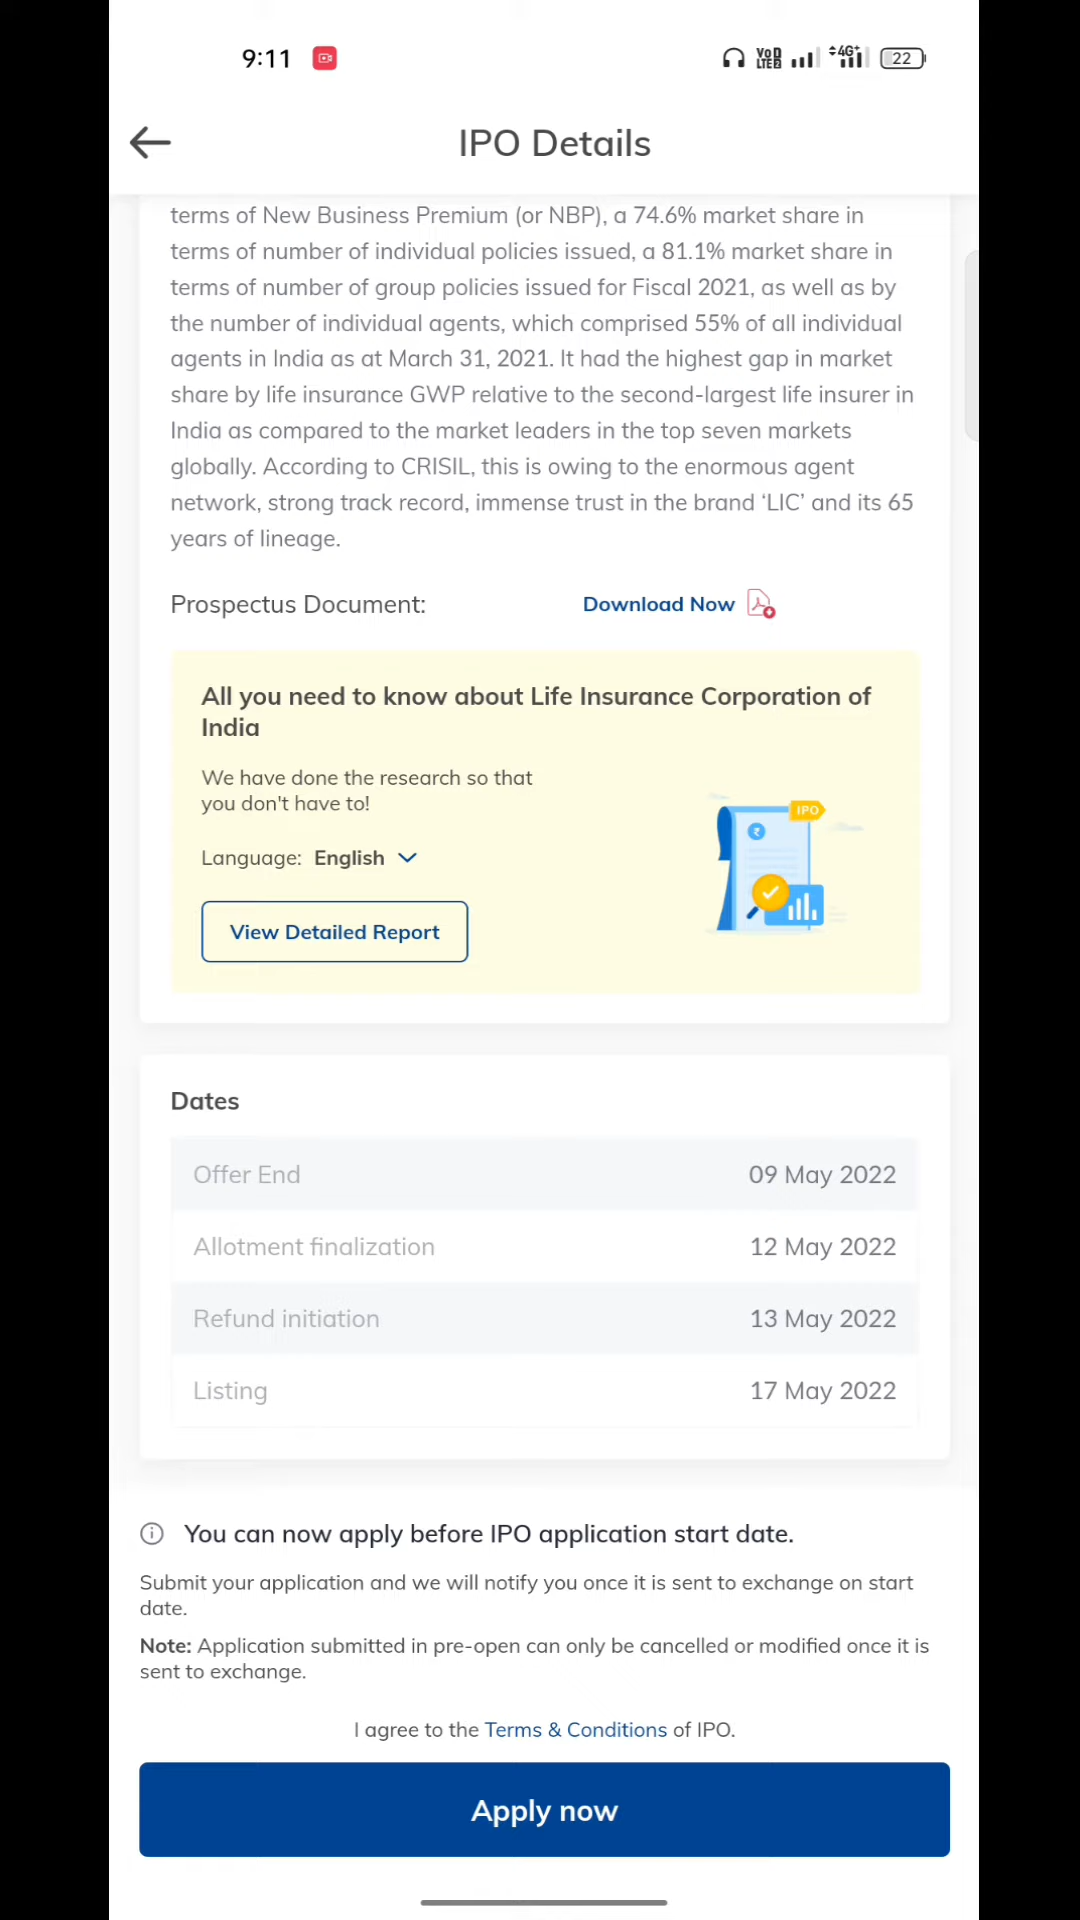 9:11
VoD
LTE2
4G+
22
IPO Details
terms of New Business Premium (or NBP), a 74.6% market share in
terms of number of individual policies issued, a 81.1% market share in
terms of number of group policies issued for Fiscal 2021, as well as by
the number of individual agents, which comprised 55% of all individual
agents in India as at March 31, 2021. It had the highest gap in market
share by life insurance GWP relative to the second-largest life insurer in
India as compared to the market leaders in the top seven markets
globally. According to CRISIL, this is owing to the enormous agent
network, strong track record, immense trust in the brand ‘LIC’ and its 65
years of lineage.
Prospectus Document: Download Now
All you need to know about Life Insurance Corporation of
India
We have done the research so that
you don't have to!
IPO
₹
Language: English
View Detailed Report
Dates
Offer End 09 May 2022
Allotment finalization 12 May 2022
Refund initiation 13 May 2022
Listing 17 May 2022
You can now apply before IPO application start date.
Submit your application and we will notify you once it is sent to exchange on start
date.
Note: Application submitted in pre-open can only be cancelled or modified once it is
sent to exchange.
I agree to the Terms & Conditions of IPO.
Apply now